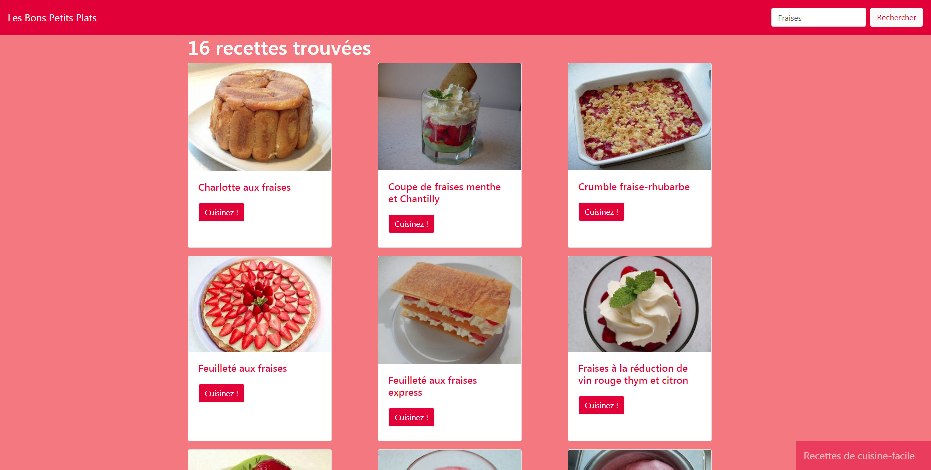 Les Bons Petits Plats
Fraises
Rechercher
16 recettes trouvées
Charlotte aux fraises
Cuisinez !
Coupe de fraises menthe
et Chantilly
Cuisinez !
Crumble fraise-rhubarbe
Cuisinez !
Feuilleté aux fraises
Cuisinez !
Feuilleté aux fraises
express
Cuisinez !
Fraises à la réduction de
vin rouge thym et citron
Cuisinez !
Recettes de cuisine-facile